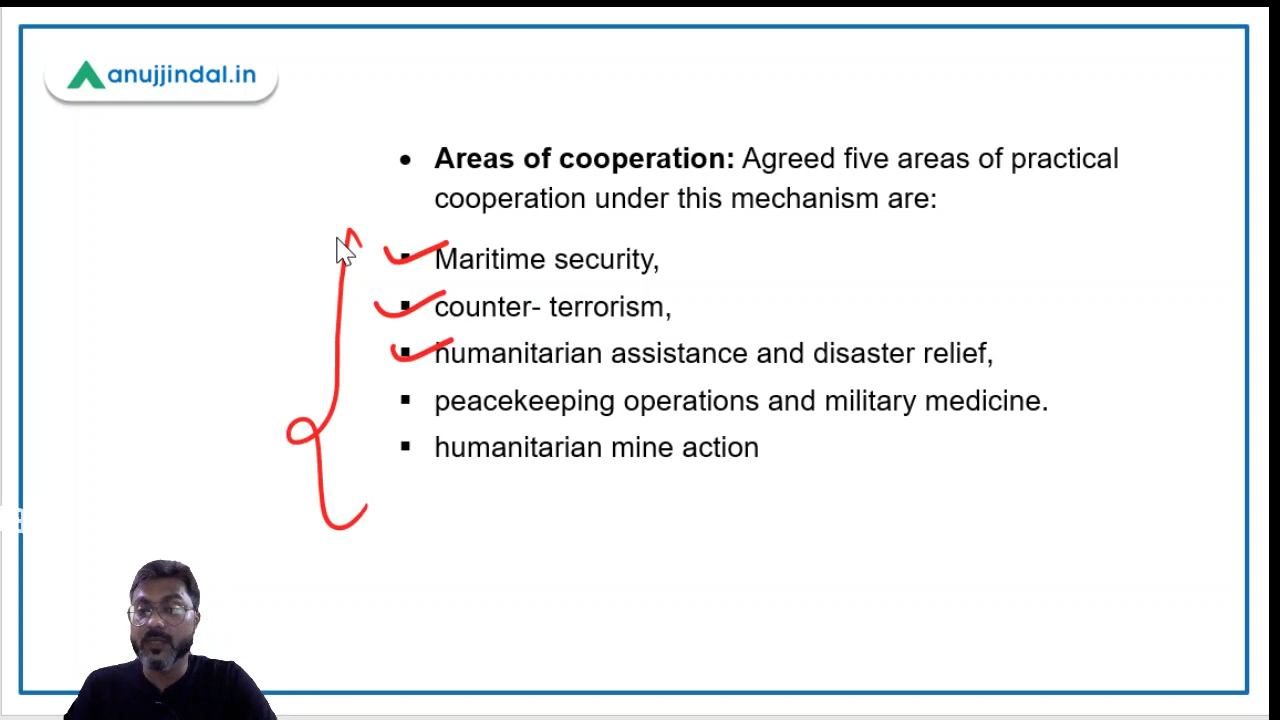 anujjindal.in
• Areas of cooperation: Agreed five areas of practical
cooperation under this mechanism are:
▪ Maritime security,
▪ counter- terrorism,
▪ humanitarian assistance and disaster relief,
▪ peacekeeping operations and military medicine.
▪ humanitarian mine action